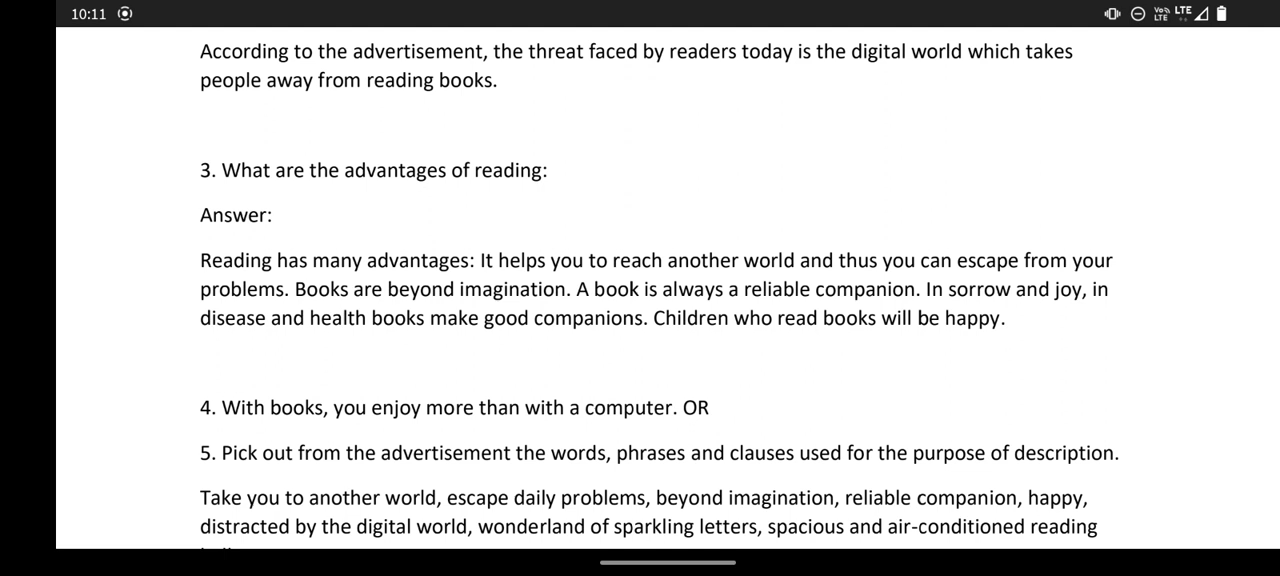 10:11
Vo))
LTE LTE
According to the advertisement, the threat faced by readers today is the digital world which takes
people away from reading books.
3. What are the advantages of reading:
Answer:
Reading has many advantages: It helps you to reach another world and thus you can escape from your
problems. Books are beyond imagination. A book is always a reliable companion. In sorrow and joy, in
disease and health books make good companions. Children who read books will be happy.
4. With books, you enjoy more than with a computer. OR
5. Pick out from the advertisement the words, phrases and clauses used for the purpose of description.
Take you to another world, escape daily problems, beyond imagination, reliable companion, happy,
distracted by the digital world, wonderland of sparkling letters, spacious and air-conditioned reading